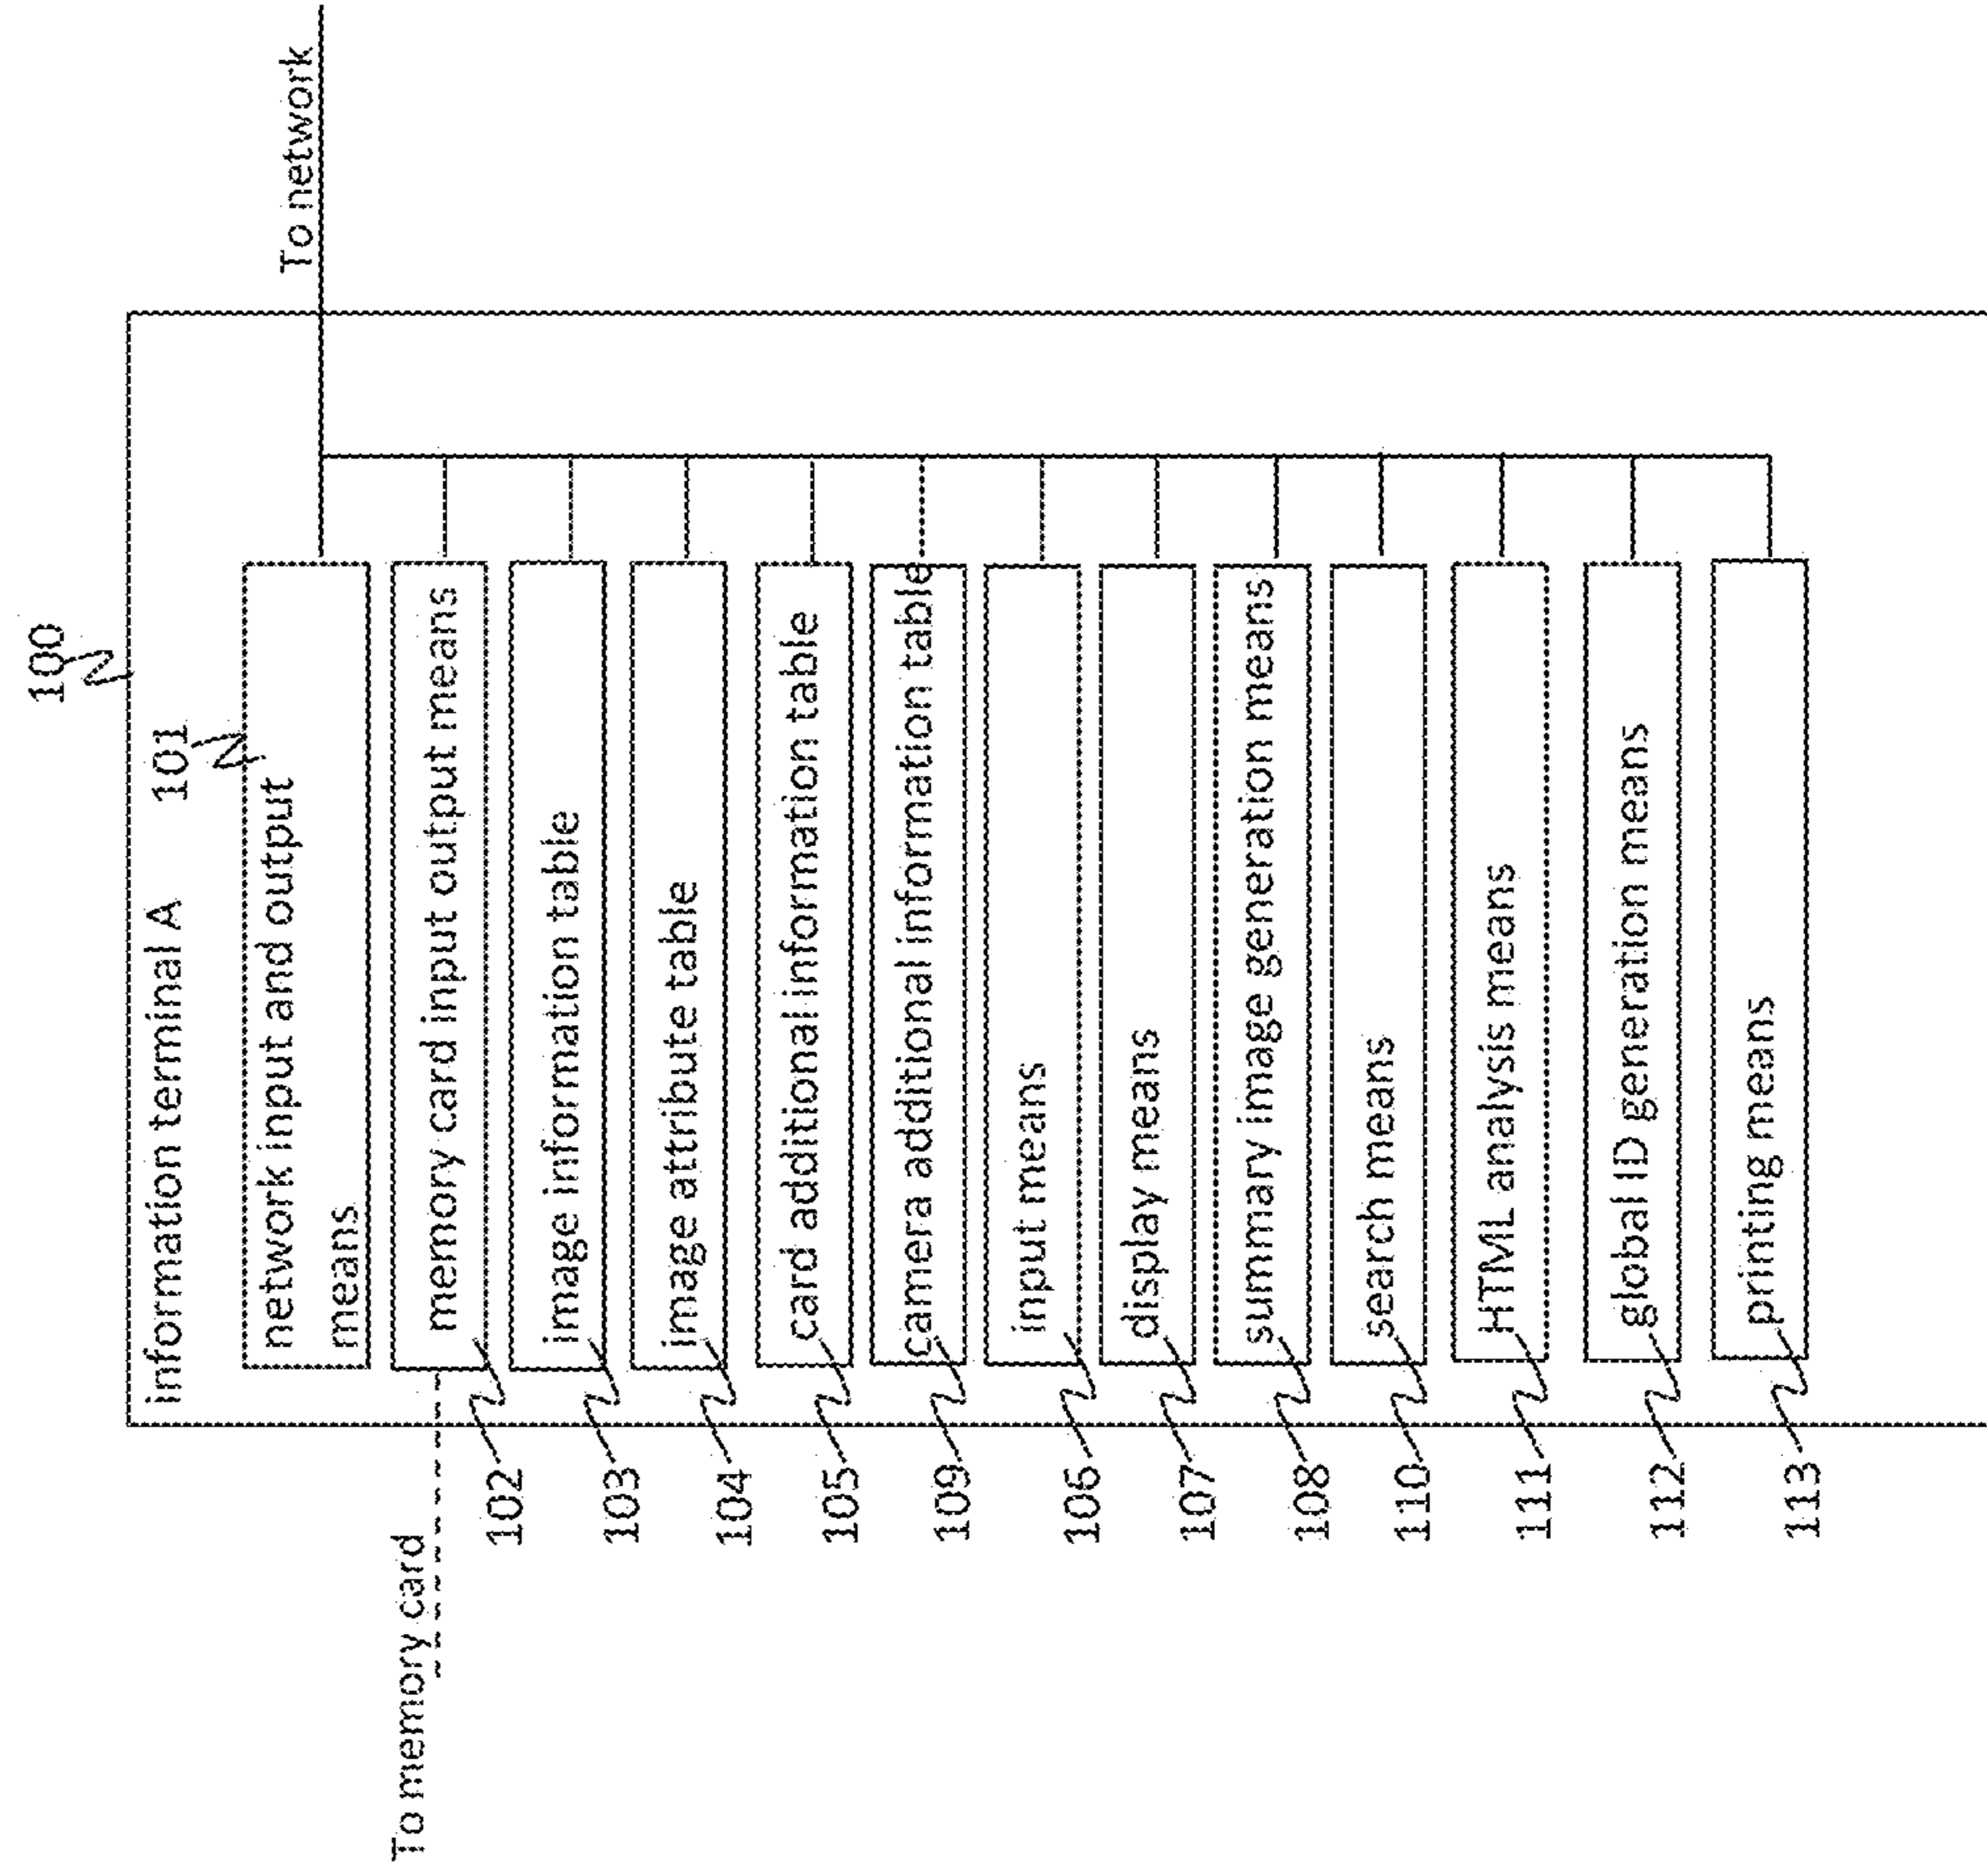 100
To network
information terminal A
101
network input and output
means
To memory card
102
memory card input output means
103
image information table
104
image attribute table
105
card additional information table
109
camera additional information table
106
input means
107
display means
108
summary image generation means
110
search means
111
HTML analysis means
112
global ID generation means
113
printing means